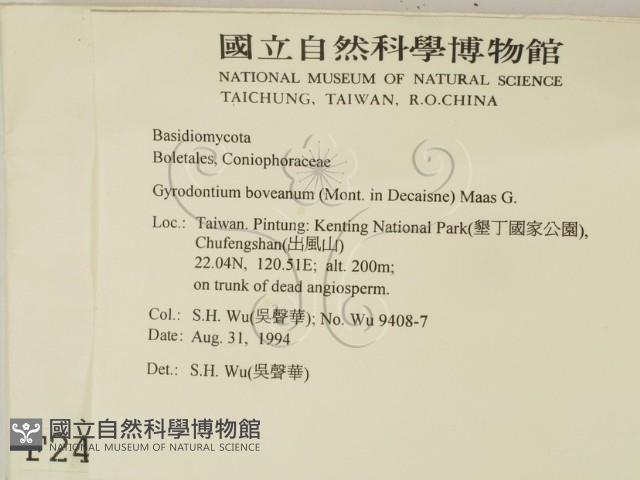 國立自然科學博物館
NATIONAL MUSEUM OF NATURAL SCIENCE
TAICHUNG, TAIWAN, R.O.CHINA
Basidiomycota
Boletales, Coniophoraceae
Gyrodontium boveanum (Mont. in Decaisne) Maas G.
Loc.: Taiwan. Pintung: Kenting National Park(墾丁國家公園),
Chufengshan(出風山)
22.04N, 120.51E; alt. 200m;
on trunk of dead angiosperm.
Col.: S.H. Wu(吳聲華); No. Wu 9408-7
Date: Aug. 31, 1994
Det.: S.H. Wu(吳聲華)
國立自然科學博物館
NATIONAL MUSEUM OF NATURAL SCIENCE
F24